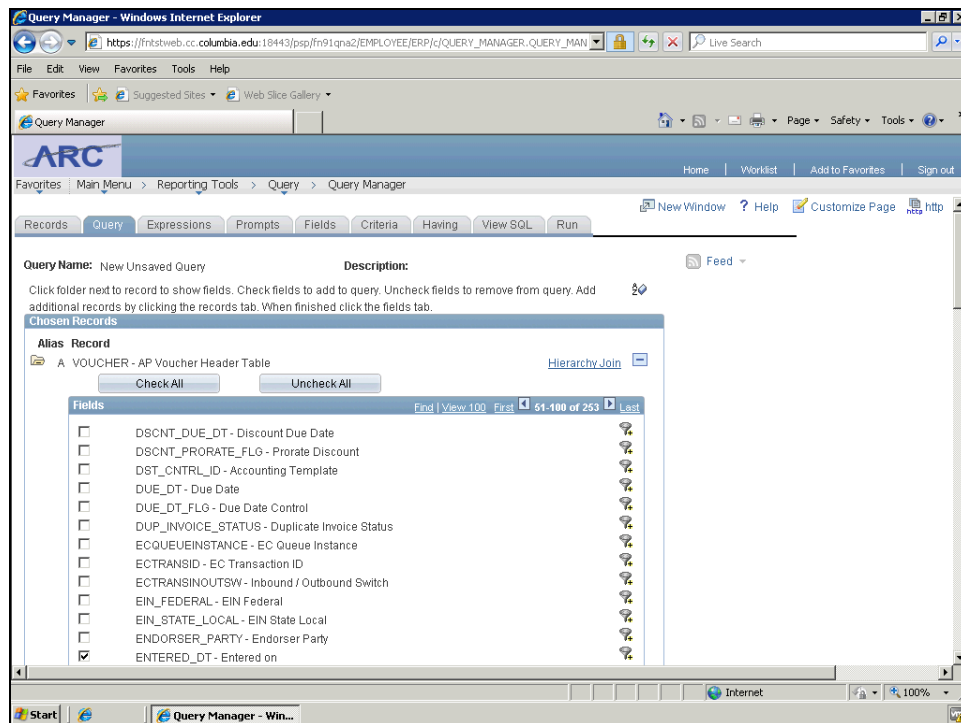 Query Manager - Windows Internet Explorer
https://fntstweb.cc.columbia.edu:18443/psp/fn91qna2/EMPLOYEE/ERP/c/QUERY_MANAGER.QUERY_MAN
Live Search
File Edit View Favorites Tools Help
Favorites Suggested Sites Web Slice Gallery
Query Manager
Page Safety Tools
ARC
Home | Worklist | Add to Favorites | Sign out
Favorites Main Menu > Reporting Tools > Query > Query Manager
New Window ? Help Customize Page http
Records Query Expressions Prompts Fields Criteria Having View SQL Run
Query Name: New Unsaved Query Description:
Feed
Click folder next to record to show fields. Check fields to add to query. Uncheck fields to remove from query. Add
additional records by clicking the records tab. When finished click the fields tab.
Chosen Records
Alias Record
A VOUCHER - AP Voucher Header Table Hierarchy Join
Check All Uncheck All
Fields Find | View 100 First 51-100 of 253 Last
DSCNT_DUE_DT - Discount Due Date
DSCNT_PRORATE_FLG - Prorate Discount
DST_CNTRL_ID - Accounting Template
DUE_DT - Due Date
DUE_DT_FLG - Due Date Control
DUP_INVOICE_STATUS - Duplicate Invoice Status
ECQUEUEINSTANCE - EC Queue Instance
ECTRANSID - EC Transaction ID
ECTRANSINOUTSW - Inbound / Outbound Switch
EIN_FEDERAL - EIN Federal
EIN_STATE_LOCAL - EIN State Local
ENDORSER_PARTY - Endorser Party
ENTERED_DT - Entered on
Internet 100%
Start Query Manager - Win...